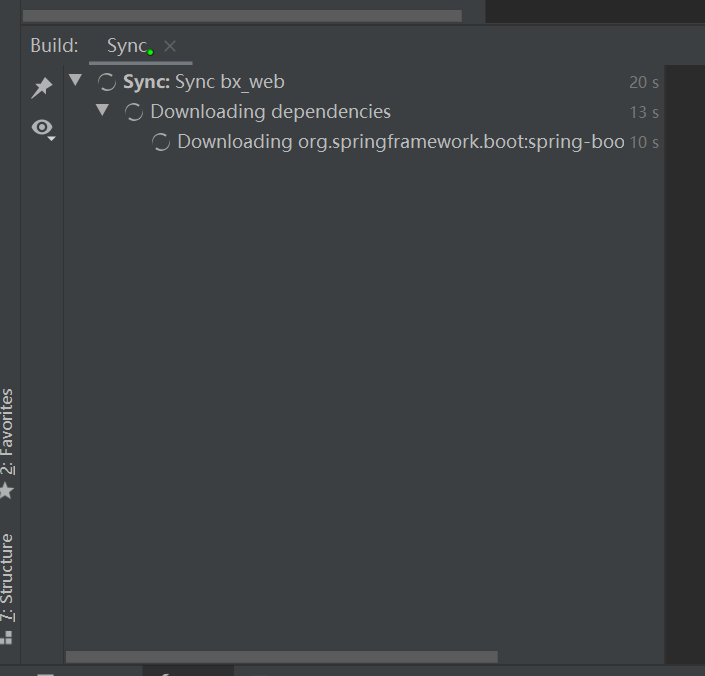 Build: Sync
Sync: Sync bx_web 20 s
Downloading dependencies 13 s
Downloading org.springframework.boot:spring-boo 10 s
2: Favorites
7: Structure